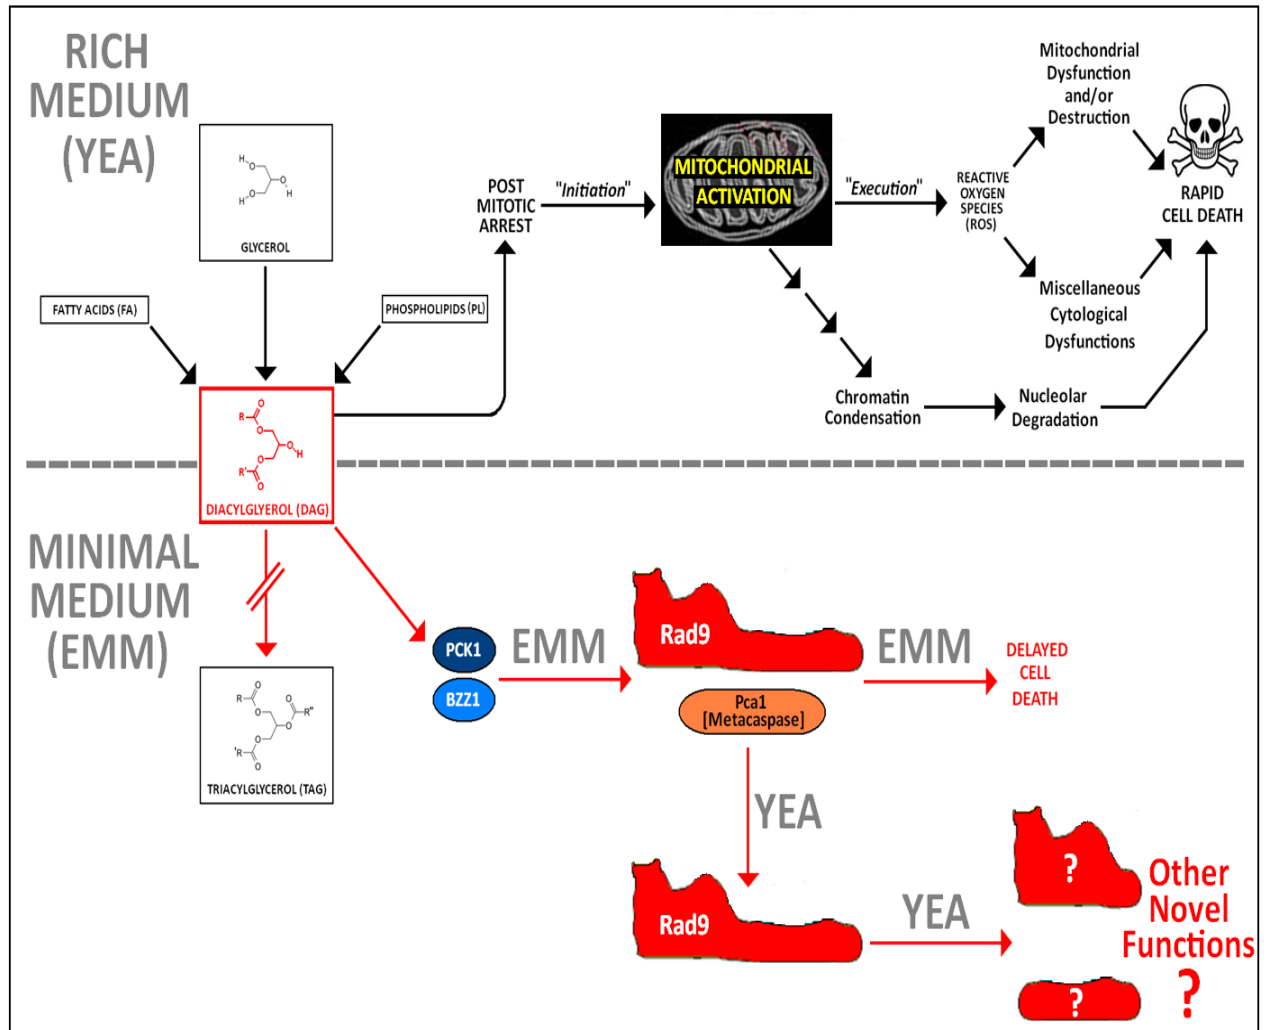 RICH
MEDIUM
(YEA)
H
O
O
H
H
O
GLYCEROL
FATTY ACIDS (FA)
PHOSPHOLIPIDS (PL)
POST
MITOTIC
ARREST
"Initiation"
MITOCHONDRIAL
ACTIVATION
"Execution"
REACTIVE
OXYGEN
SPECIES
(ROS)
Mitochondrial
Dysfunction
and/or
Destruction
RAPID
CELL DEATH
Miscellaneous
Cytological
Dysfunctions
Chromatin
Condensation
Nucleolar
Degradation
R
O
O
O
H
R'
O
O
DIACYLGLYEROL (DAG)
MINIMAL
MEDIUM
(EMM)
R
O
O
O
R"
O
O
'R
O
TRIACYLGLYCEROL (TAG)
PCK1
BZZ1
EMM
Rad9
Pca1
[Metacaspase]
EMM
DELAYED
CELL
DEATH
YEA
Rad9
YEA
?
?
Other
Novel
Functions
?